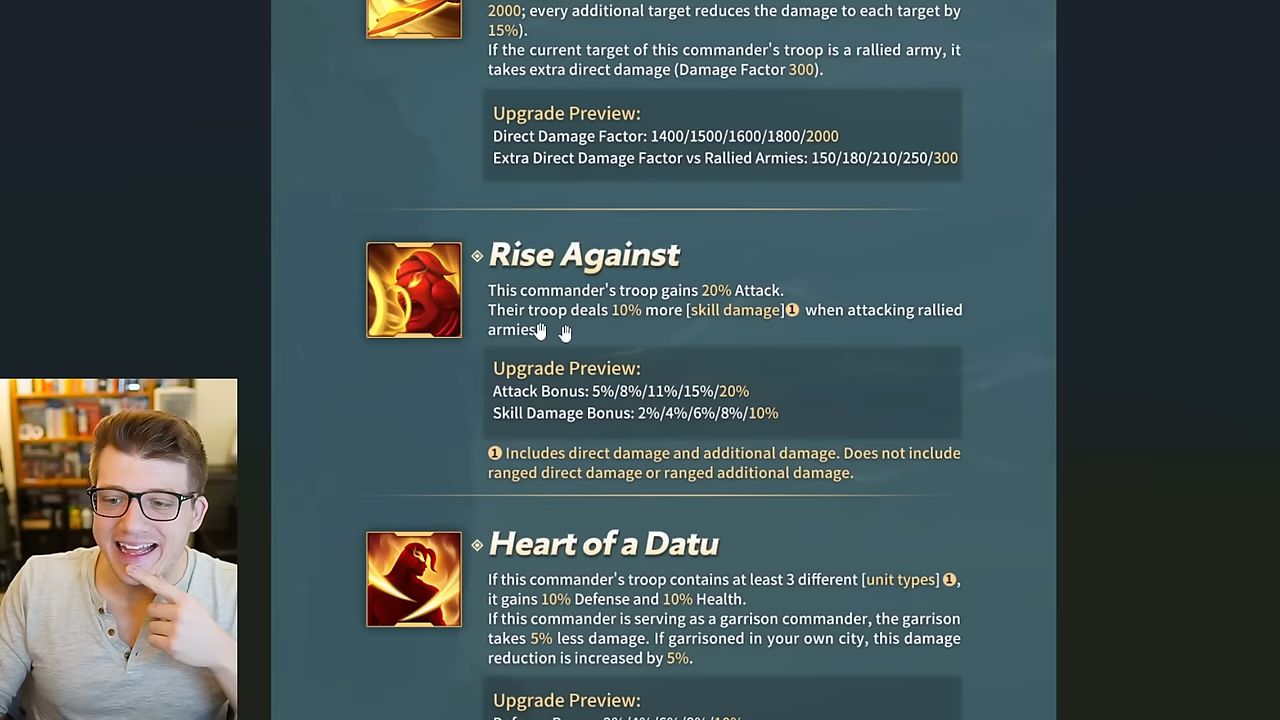 2000; every additional target reduces the damage to each target by
15%).
If the current target of this commander's troop is a rallied army, it
takes extra direct damage (Damage Factor 300).
Upgrade Preview:
Direct Damage Factor: 1400/1500/1600/1800/2000
Extra Direct Damage Factor vs Rallied Armies: 150/180/210/250/300
Rise Against
This commander's troop gains 20% Attack.
Their troop deals 10% more [skill damage]❶ when attacking rallied
armies
Upgrade Preview:
Attack Bonus: 5%/8%/11%/15%/20%
Skill Damage Bonus: 2%/4%/6%/8%/10%
❶ Includes direct damage and additional damage. Does not include
ranged direct damage or ranged additional damage.
Heart of a Datu
If this commander's troop contains at least 3 different [unit types]❶,
it gains 10% Defense and 10% Health.
If this commander is serving as a garrison commander, the garrison
takes 5% less damage. If garrisoned in your own city, this damage
reduction is increased by 5%.
Upgrade Preview: